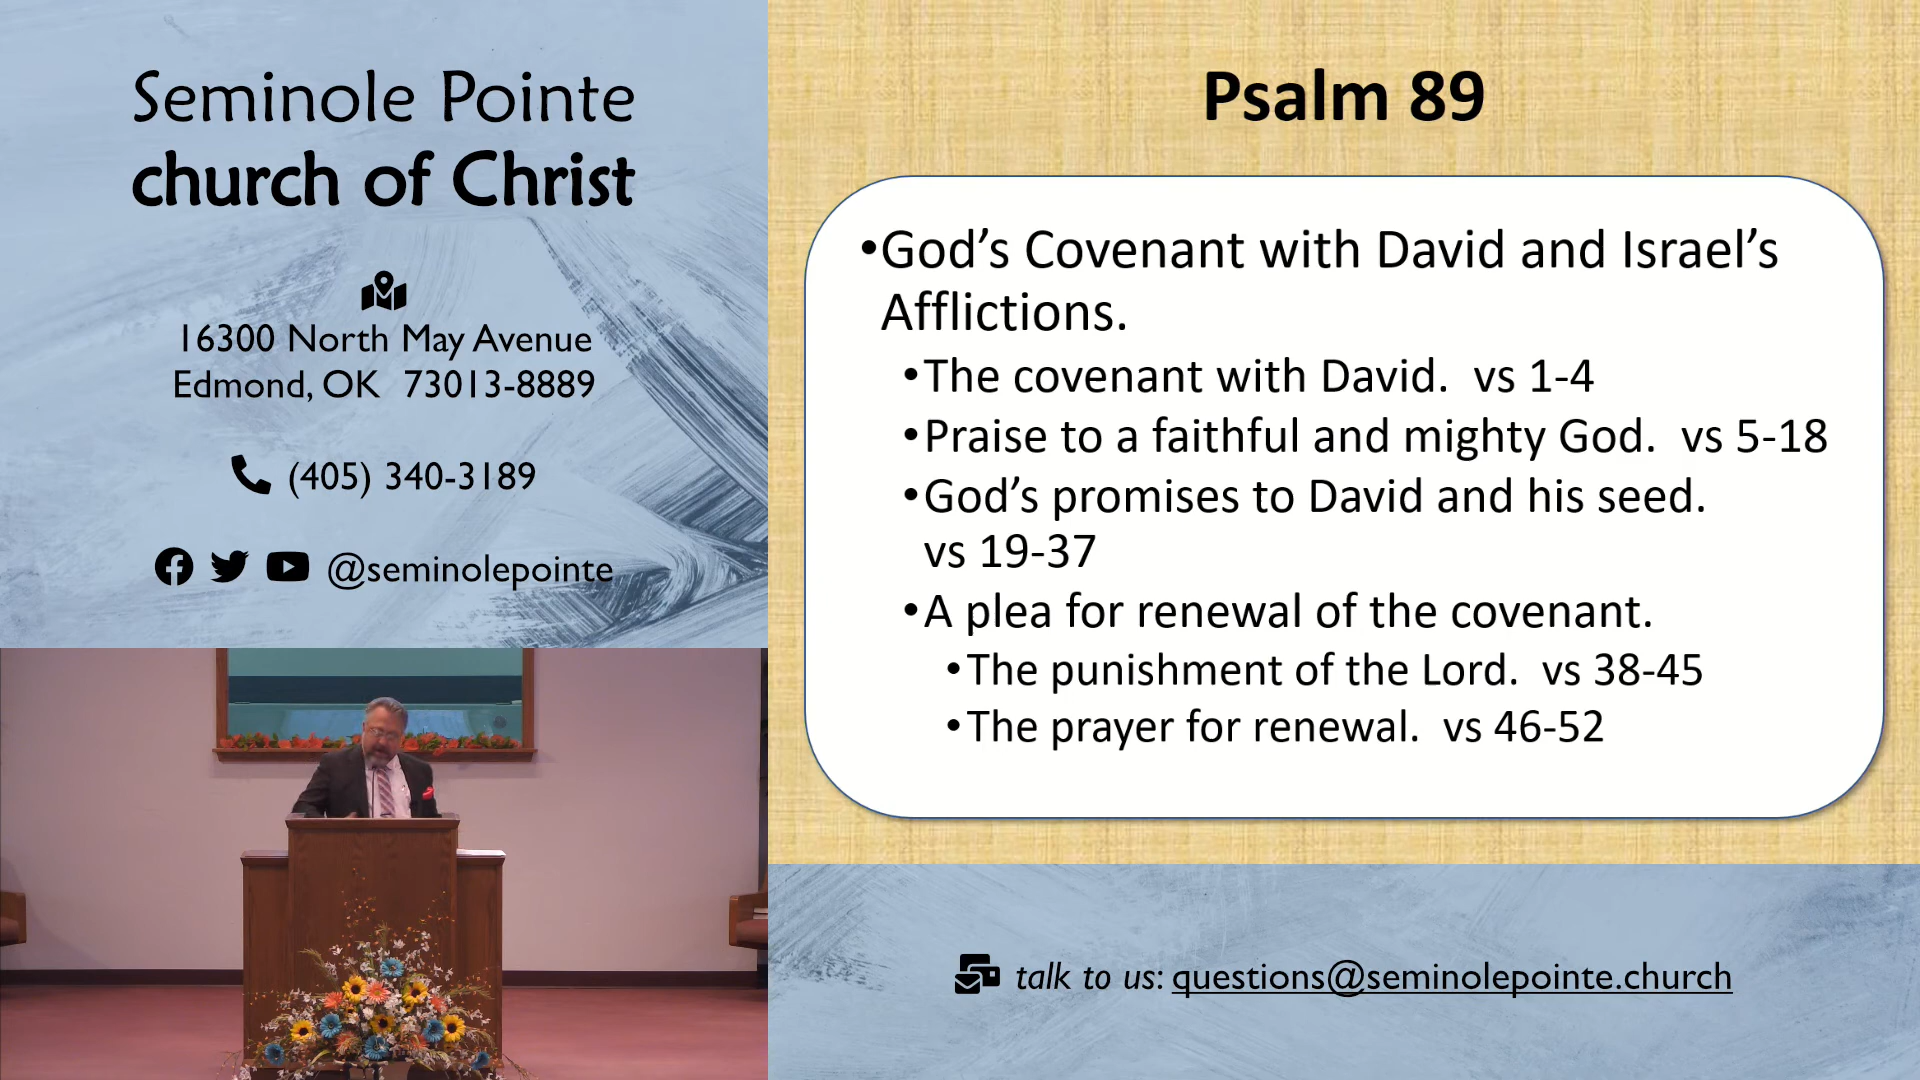 Seminole Pointe
church of Christ
16300 North May Avenue
Edmond, OK  73013-8889
(405) 340-3189
@seminolepointe
Psalm 89
•God’s Covenant with David and Israel’s
Afflictions.
•The covenant with David.  vs 1-4
•Praise to a faithful and mighty God.  vs 5-18
•God’s promises to David and his seed.
vs 19-37
•A plea for renewal of the covenant.
•The punishment of the Lord.  vs 38-45
•The prayer for renewal.  vs 46-52
talk to us: questions@seminolepointe.church